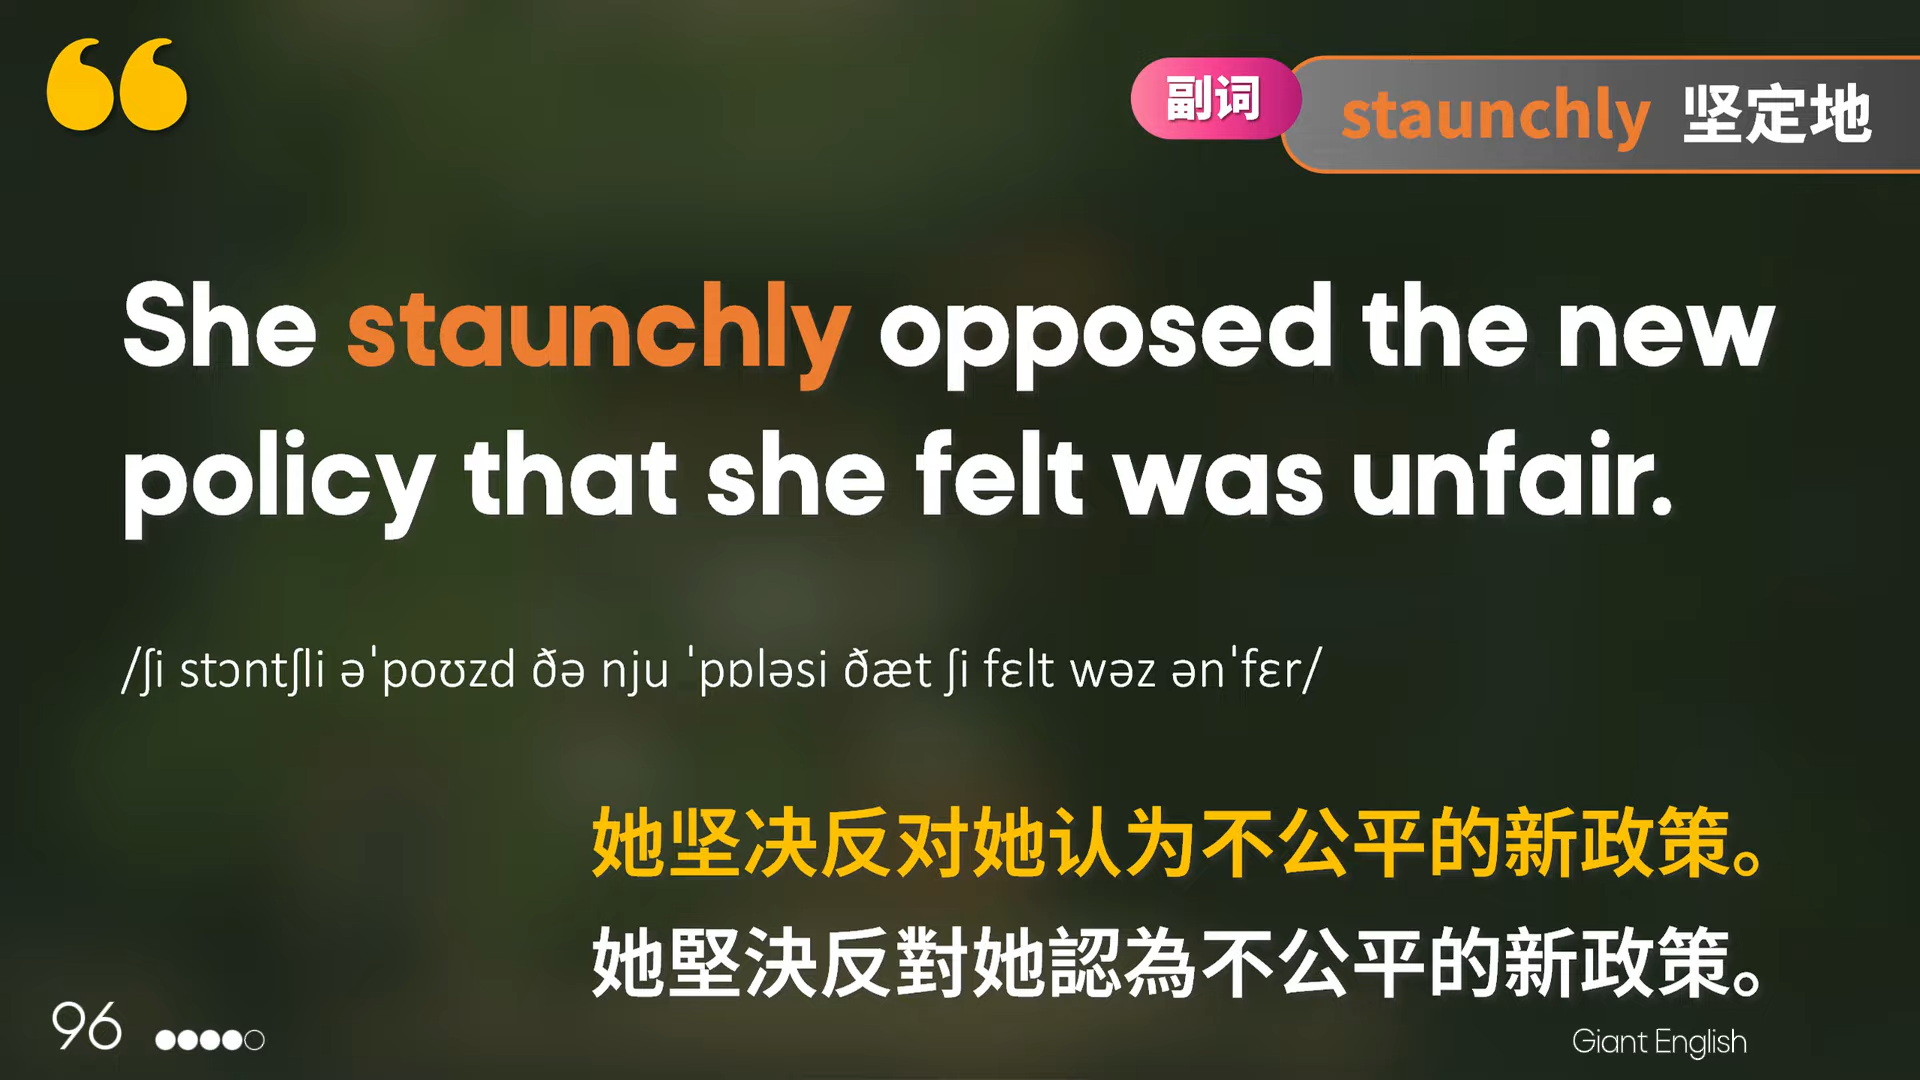 副词
staunchly 坚定地
She staunchly opposed the new
policy that she felt was unfair.
/ʃi stɔntʃli əˈpoʊzd ðə nju ˈpɒləsi ðæt ʃi fɛlt wəz ənˈfɛr/
她坚决反对她认为不公平的新政策。
她堅決反對她認為不公平的新政策。
96
Giant English